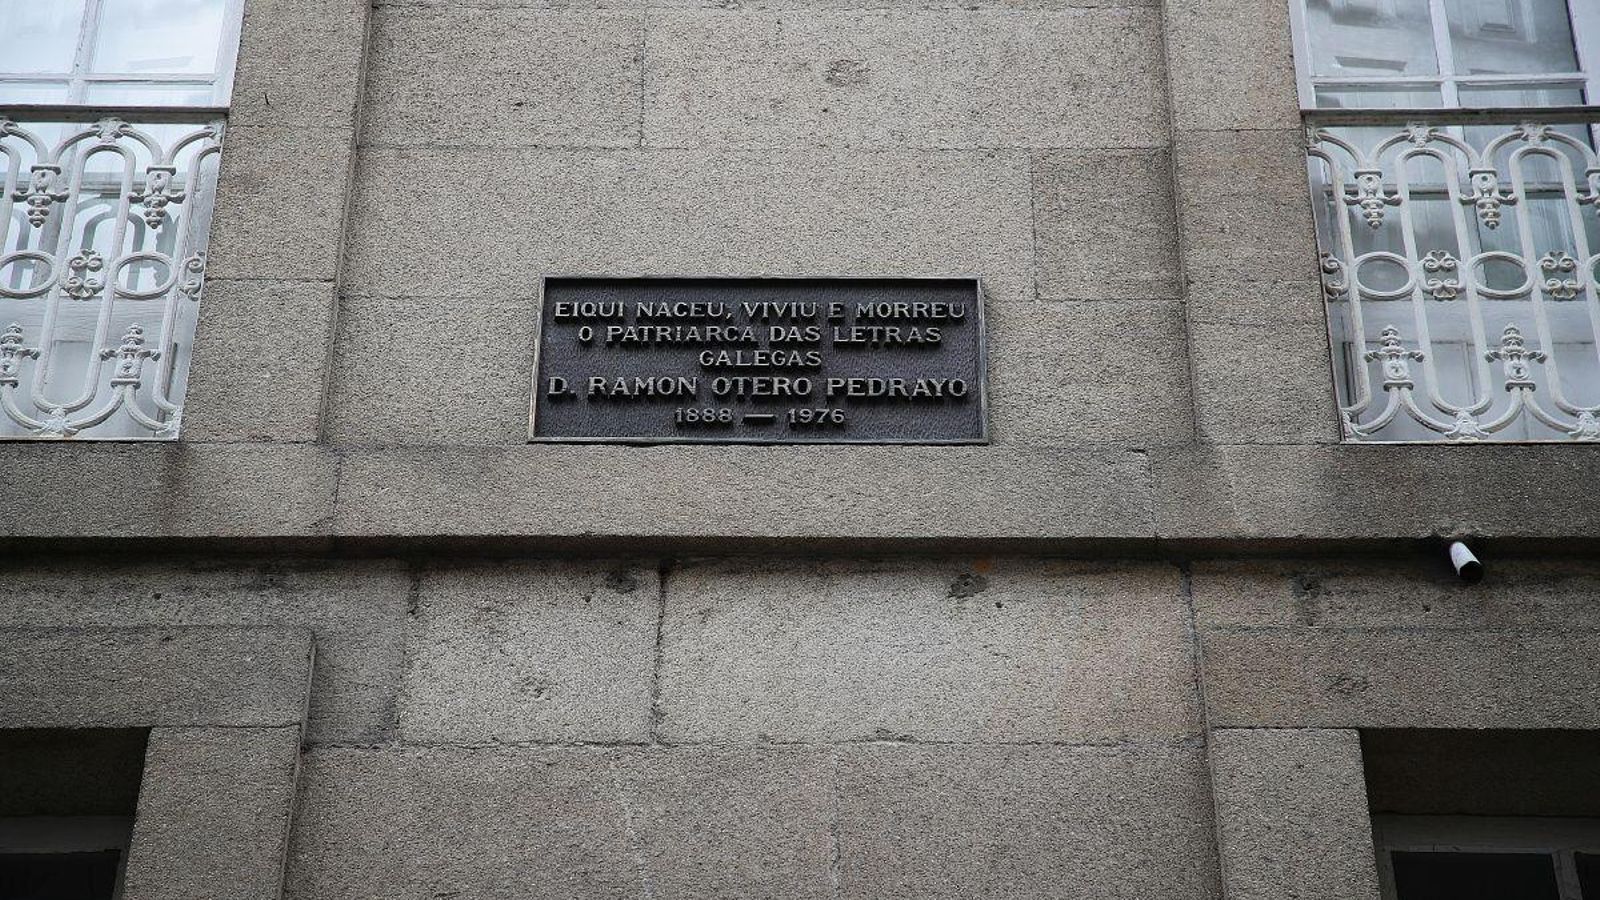 EIQUI NACEU, VIVIU E MORREU
O PATRIARCA DAS LETRAS
GALEGAS
D. RAMON OTERO PEDRAYO
1888 — 1976